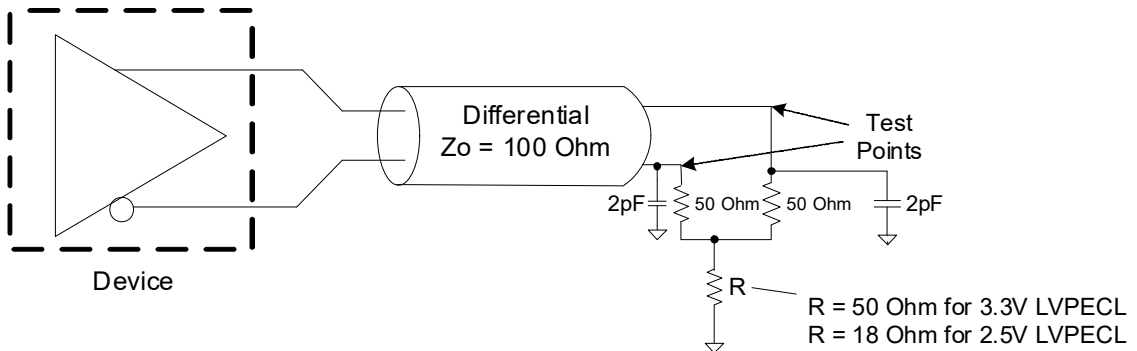 Differential
Zo = 100 Ohm
Test
Points
2pF
50 Ohm
50 Ohm
2pF
Device
R
R = 50 Ohm for 3.3V LVPECL
R = 18 Ohm for 2.5V LVPECL